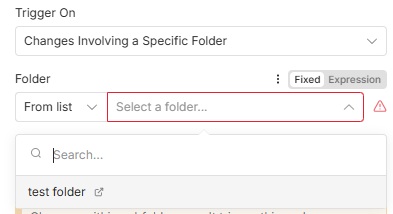 Trigger On
Changes Involving a Specific Folder
Folder
Fixed Expression
From list Select a folder...
Search...
test folder